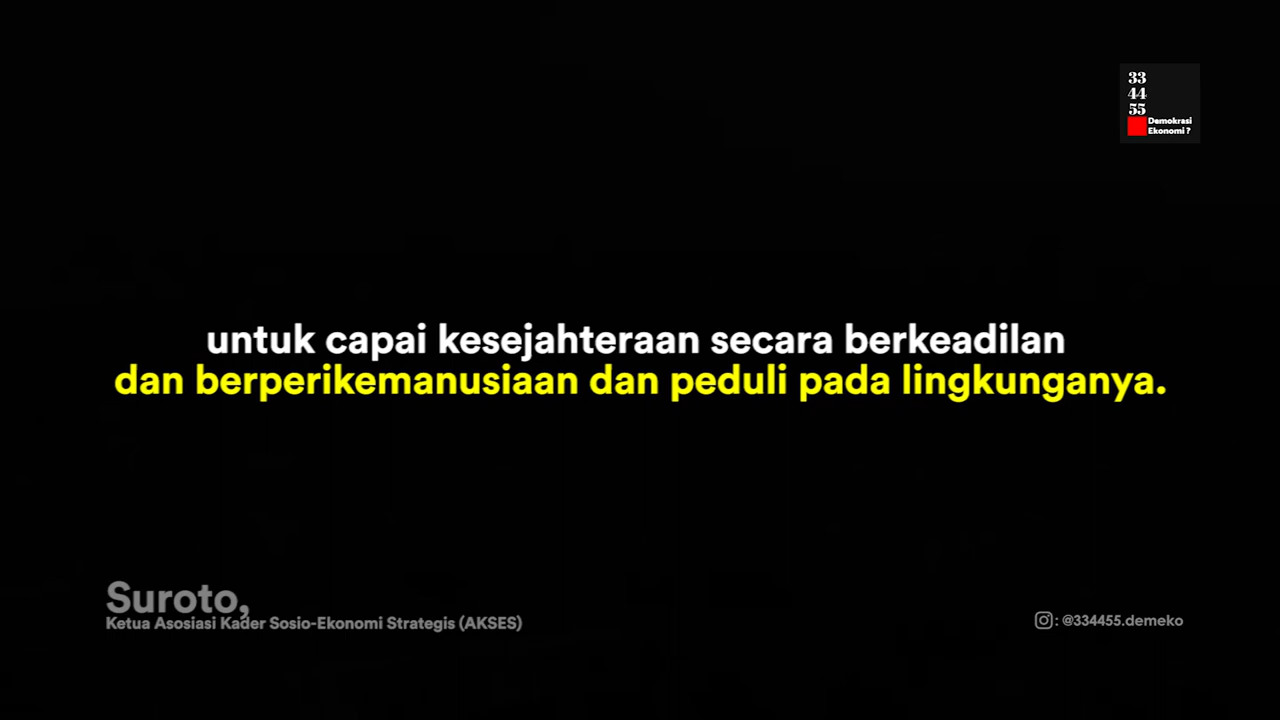 33
44
55
Demokrasi
Ekonomi ?
untuk capai kesejahteraan secara berkeadilan
dan berperikemanusiaan dan peduli pada lingkunganya.
Suroto,
Ketua Asosiasi Kader Sosio-Ekonomi Strategis (AKSES)
: @334455.demeko